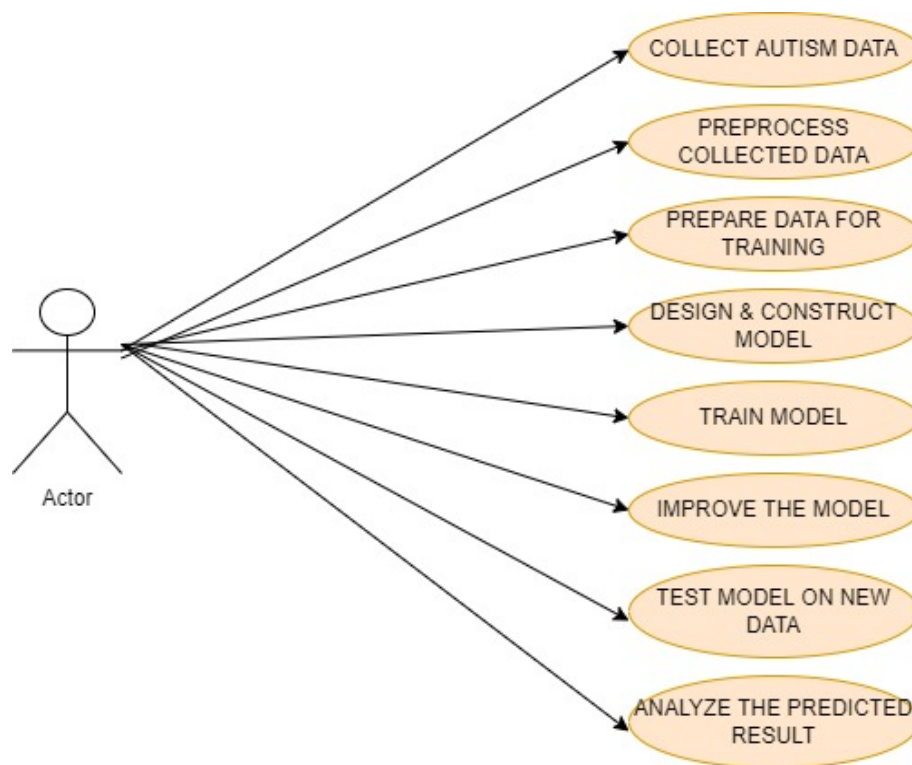 COLLECT AUTISM DATA
PREPROCESS
COLLECTED DATA
PREPARE DATA FOR
TRAINING
DESIGN & CONSTRUCT
MODEL
TRAIN MODEL
IMPROVE THE MODEL
TEST MODEL ON NEW
DATA
ANALYZE THE PREDICTED
RESULT
Actor